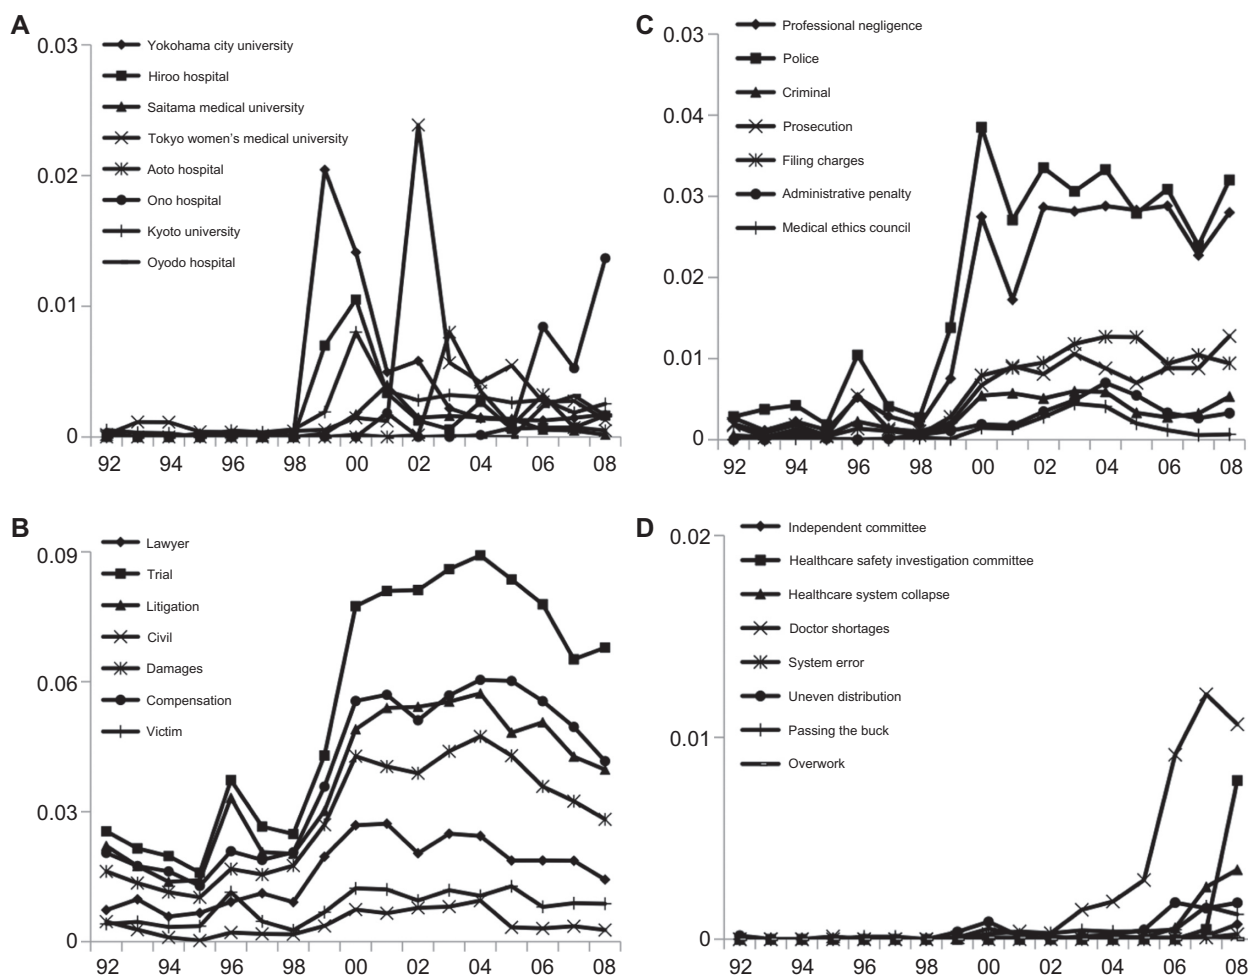 A
0.03
0.02
0.01
0
Yokohama city university
Hiroo hospital
Saitama medical university
Tokyo women's medical university
Aoto hospital
Ono hospital
Kyoto university
Oyodo hospital
92 94 96 98 00 02 04 06 08
C
0.03
0.04
0.03
0.02
0.01
0
Professional negligence
Police
Criminal
Prosecution
Filing charges
Administrative penalty
Medical ethics council
92 94 96 98 00 02 04 06 08
B
0.09
0.06
0.03
0
Lawyer
Trial
Litigation
Civil
Damages
Compensation
Victim
92 94 96 98 00 02 04 06 08
D
0.02
0.01
0
Independent committee
Healthcare safety investigation committee
Healthcare system collapse
Doctor shortages
System error
Uneven distribution
Passing the buck
Overwork
92 94 96 98 00 02 04 06 08